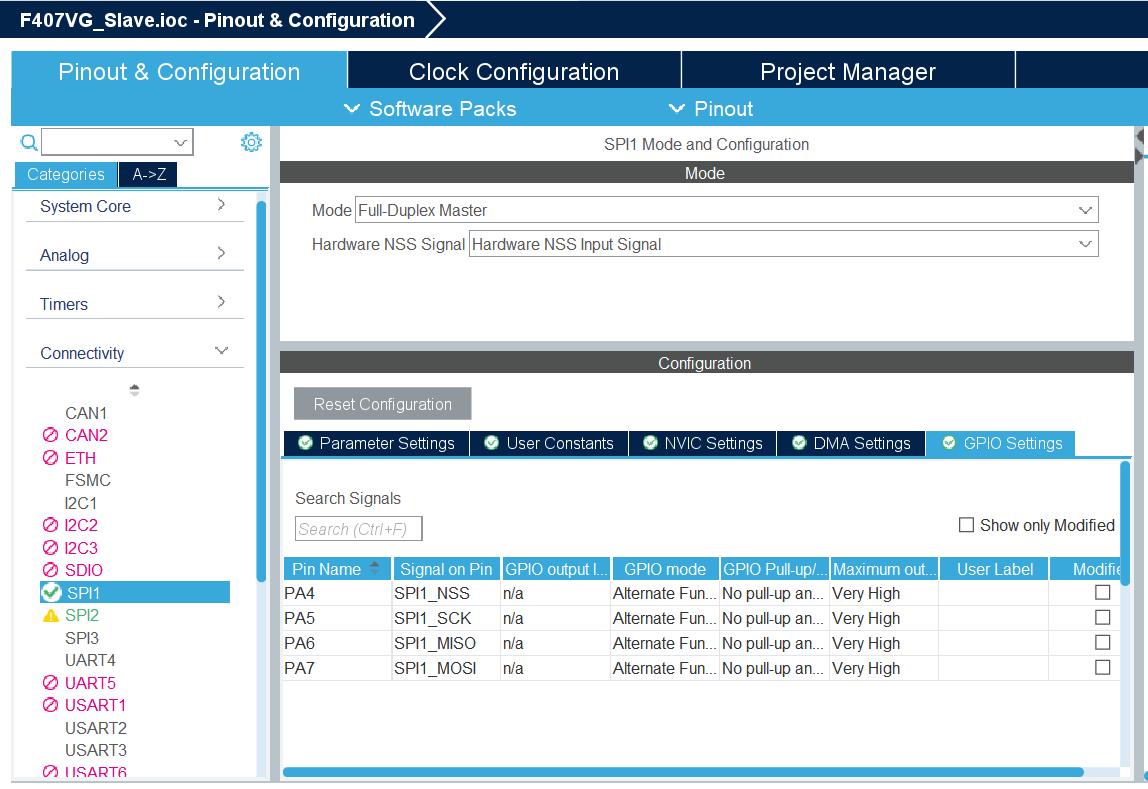 F407VG_Slave.ioc - Pinout & Configuration
Pinout & Configuration Clock Configuration Project Manager
Software Packs Pinout
Categories A->Z
System Core
Analog
Timers
Connectivity
CAN1
CAN2
ETH
FSMC
I2C1
I2C2
I2C3
SDIO
SPI1
SPI2
SPI3
UART4
UART5
USART1
USART2
USART3
USART6
SPI1 Mode and Configuration
Mode
Mode Full-Duplex Master
Hardware NSS Signal Hardware NSS Input Signal
Configuration
Reset Configuration
Parameter Settings User Constants NVIC Settings DMA Settings GPIO Settings
Search Signals
Search (Ctrl+F) Show only Modified
Pin Name Signal on Pin GPIO output l... GPIO mode GPIO Pull-up/... Maximum out... User Label Modifie
PA4 SPI1_NSS n/a Alternate Fun... No pull-up an... Very High
PA5 SPI1_SCK n/a Alternate Fun... No pull-up an... Very High
PA6 SPI1_MISO n/a Alternate Fun... No pull-up an... Very High
PA7 SPI1_MOSI n/a Alternate Fun... No pull-up an... Very High